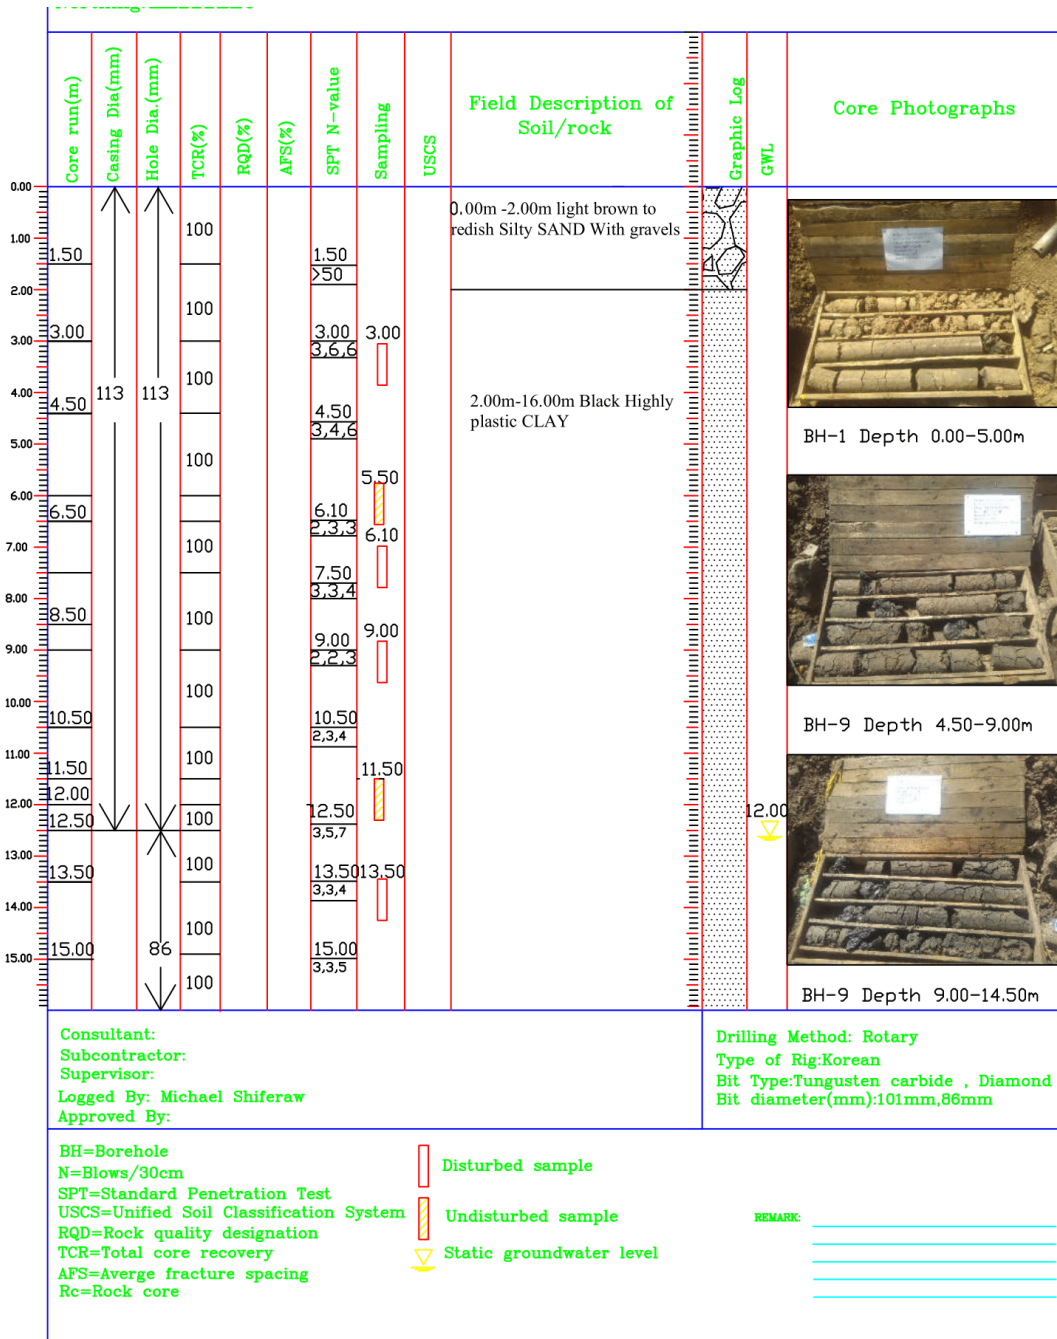 Core run(m)
Casing Dia(mm)
Hole Dia.(mm)
TCR(%)
RQD(%)
AFS(%)
SPT N-value
Sampling
USCS
Field Description of
Soil/rock
Graphic Log
GWL
Core Photographs
0.00
1.00
2.00
3.00
4.00
5.00
6.00
7.00
8.00
9.00
10.00
11.00
12.00
13.00
14.00
15.00
1.50
3.00
4.50
6.50
8.50
10.50
11.50
12.00
12.50
13.50
15.00
113
113
86
100
100
100
100
100
100
100
100
100
100
100
100
1.50
>50
3.00
3,6,6
4.50
3,4,6
6.10
2,3,3
7.50
3,3,4
9.00
2,2,3
10.50
2,3,4
12.50
3,5,7
13.50
3,3,4
15.00
3,3,5
3.00
5.50
6.10
9.00
11.50
13.50
0.00m -2.00m light brown to
redish Silty SAND With gravels
2.00m-16.00m Black Highly
plastic CLAY
12.00
BH-1 Depth 0.00-5.00m
BH-9 Depth 4.50-9.00m
BH-9 Depth 9.00-14.50m
Consultant:
Subcontractor:
Supervisor:
Logged By: Michael Shiferaw
Approved By:
Drilling Method: Rotary
Type of Rig:Korean
Bit Type:Tungusten carbide , Diamond
Bit diameter(mm):101mm,86mm
BH=Borehole
N=Blows/30cm
SPT=Standard Penetration Test
USCS=Unified Soil Classification System
RQD=Rock quality designation
TCR=Total core recovery
AFS=Averge fracture spacing
Rc=Rock core
Disturbed sample
Undisturbed sample
Static groundwater level
REMARK: